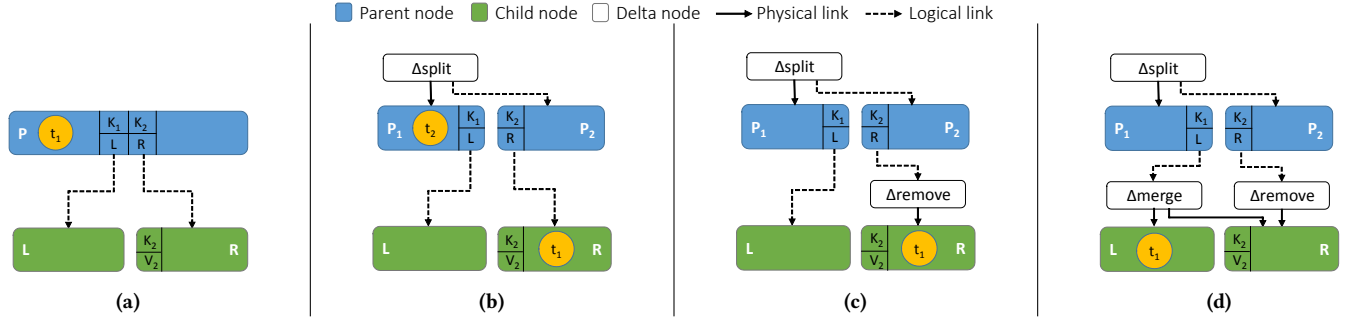 Parent node Child node Delta node Physical link Logical link
P t₁ K₁ K₂
L R
L K₂ R
V₂
(a)
Δsplit
P₁ t₂ K₁ K₂ P₂
L R
L K₂ t₁ R
V₂
(b)
Δsplit
P₁ K₁ K₂ P₂
L R
Δremove
L K₂ t₁ R
V₂
(c)
Δsplit
P₁ K₁ K₂ P₂
L R
Δmerge Δremove
L t₁ K₂ R
V₂
(d)